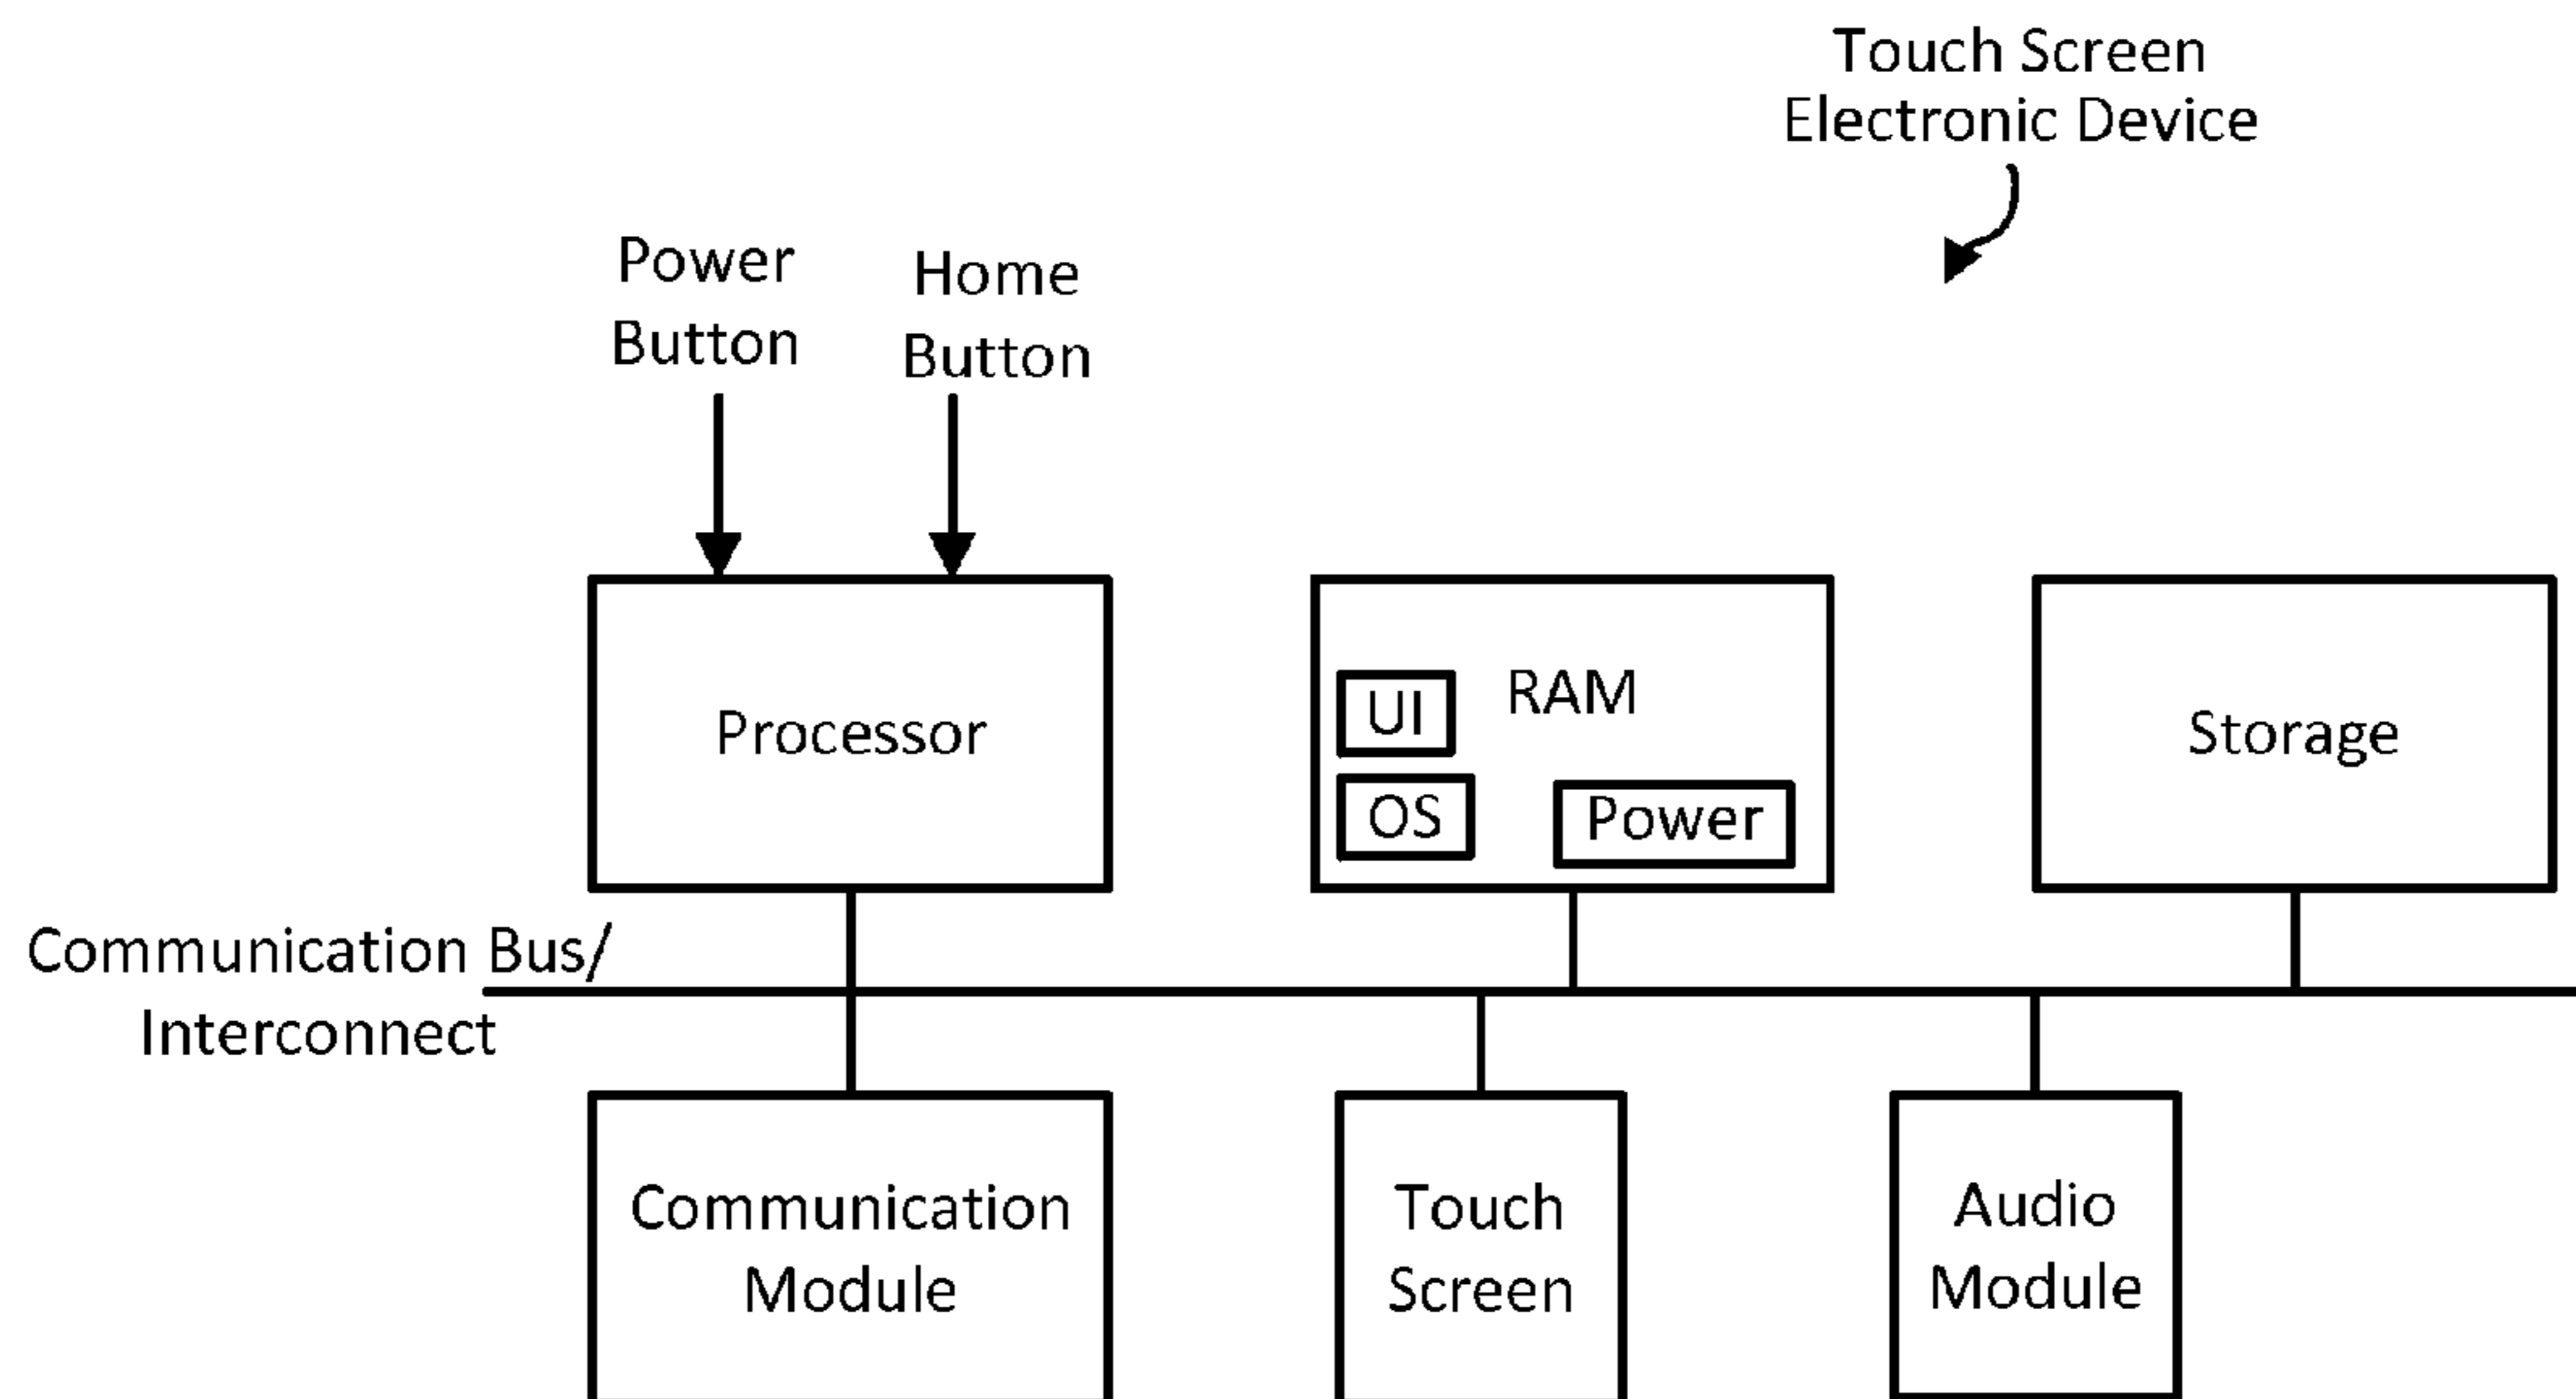 Touch Screen
Electronic Device
Power
Button
Home
Button
Processor
UI
RAM
OS
Power
Storage
Communication Bus/
Interconnect
Communication
Module
Touch
Screen
Audio
Module